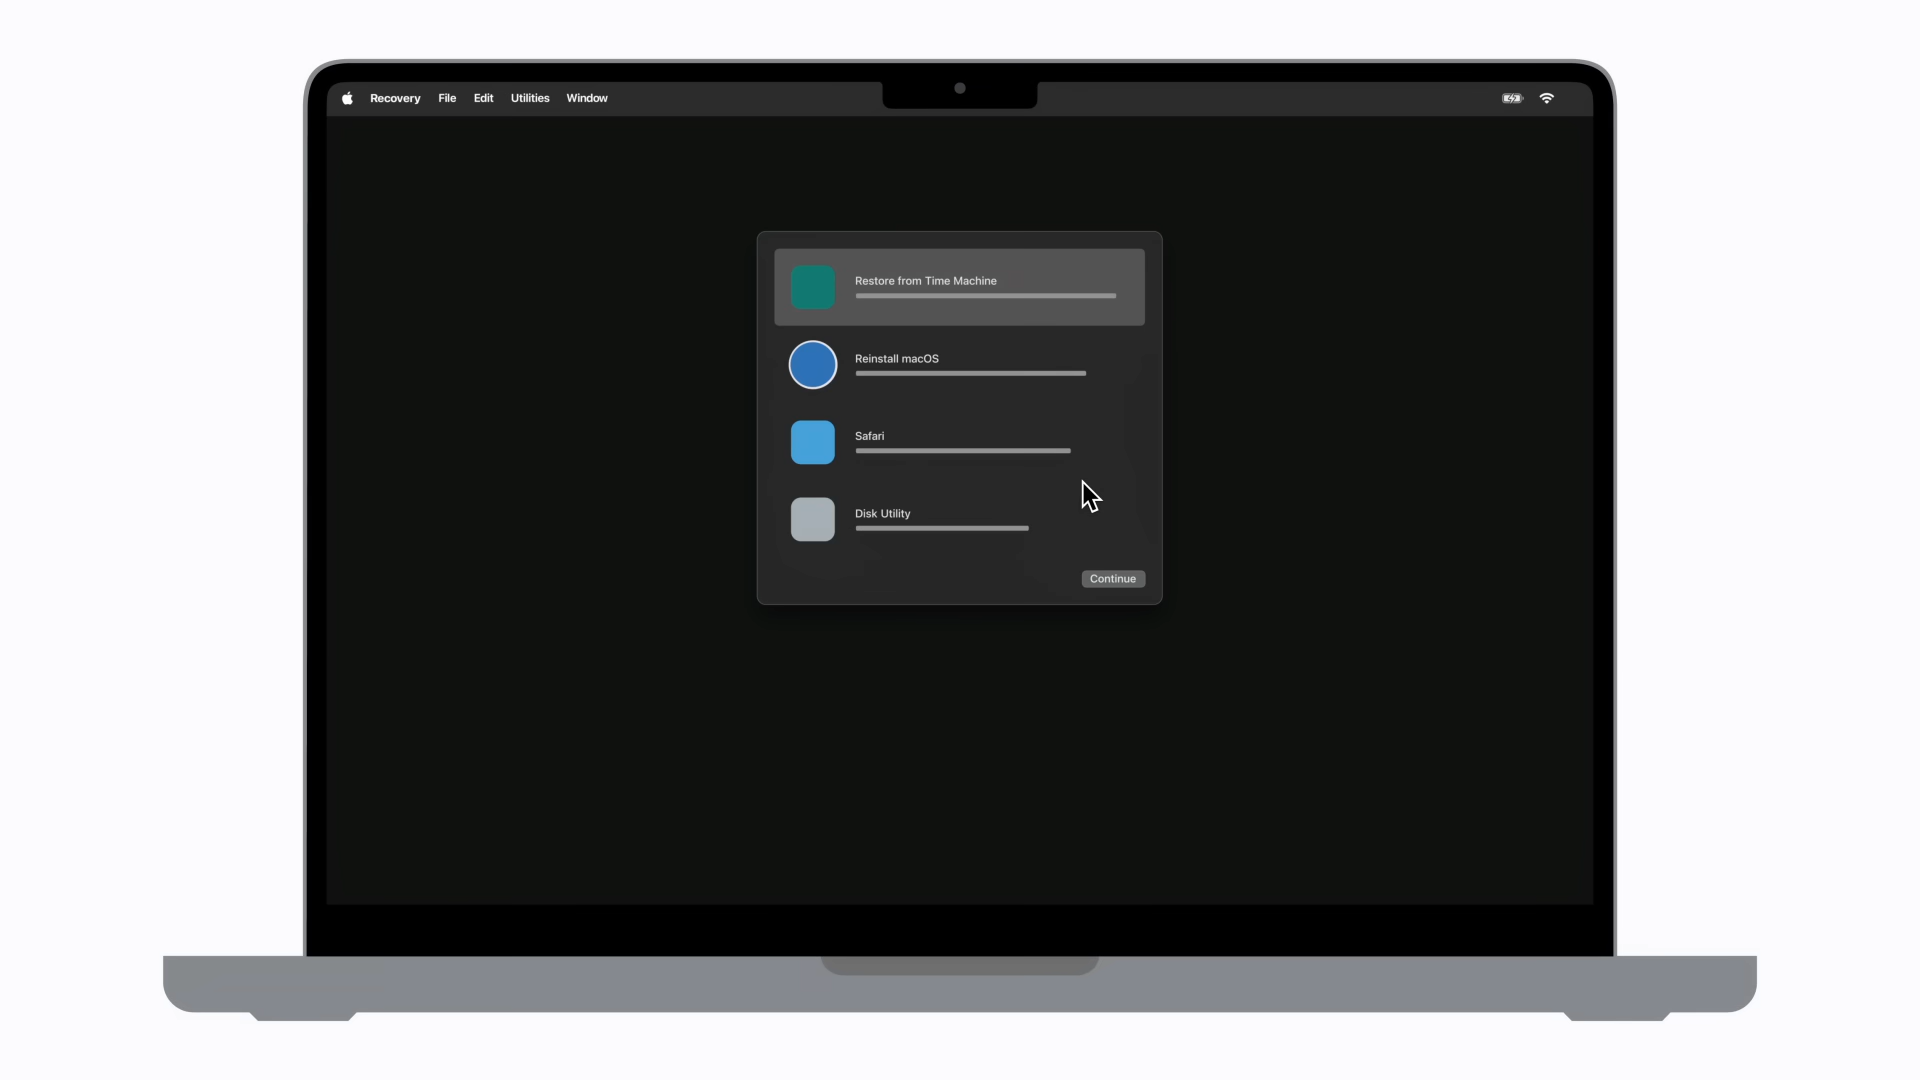 Recovery File Edit Utilities Window
Restore from Time Machine
Reinstall macOS
Safari
Disk Utility
Continue